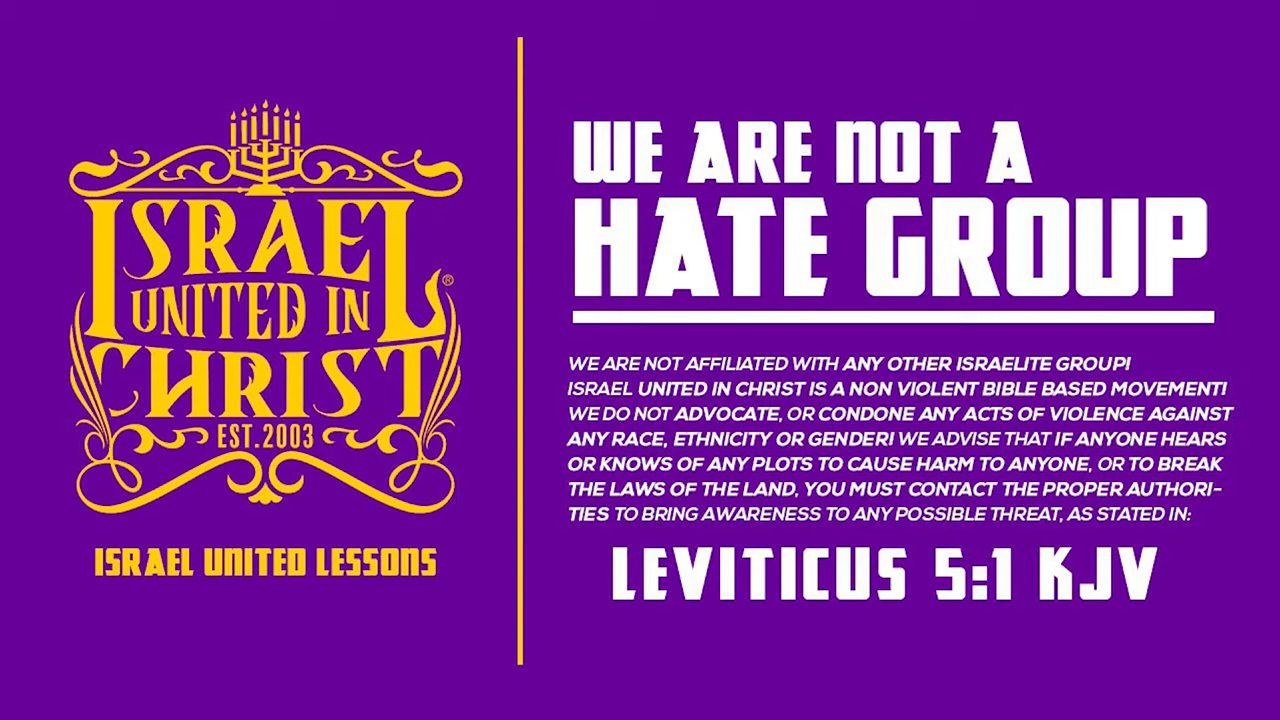 ISRAEL
UNITED IN
CHRIST
®
EST. 2003
ISRAEL UNITED LESSONS
WE ARE NOT A
HATE GROUP
WE ARE NOT AFFILIATED WITH ANY OTHER ISRAELITE GROUP!
ISRAEL UNITED IN CHRIST IS A NON VIOLENT BIBLE BASED MOVEMENT!
WE DO NOT ADVOCATE, OR CONDONE ANY ACTS OF VIOLENCE AGAINST
ANY RACE, ETHNICITY OR GENDER! WE ADVISE THAT IF ANYONE HEARS
OR KNOWS OF ANY PLOTS TO CAUSE HARM TO ANYONE, OR TO BREAK
THE LAWS OF THE LAND, YOU MUST CONTACT THE PROPER AUTHORI-
TIES TO BRING AWARENESS TO ANY POSSIBLE THREAT, AS STATED IN:
LEVITICUS 5:1 KJV